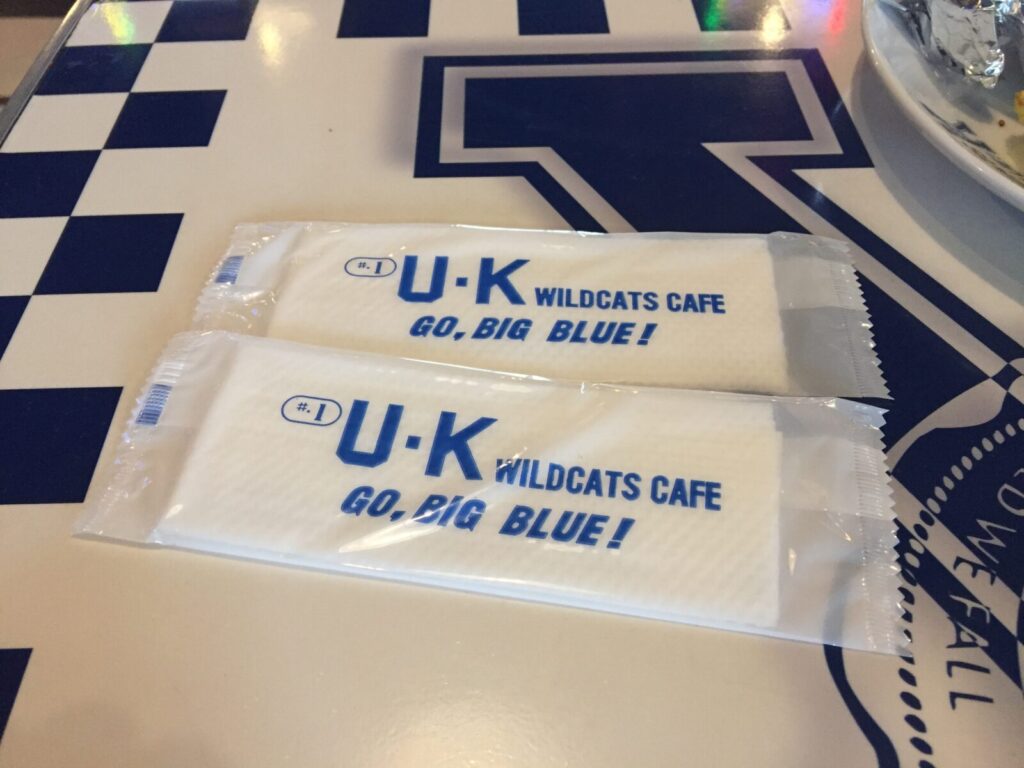 #.1 U·K WILDCATS CAFE
GO, BIG BLUE!
#.1 U·K WILDCATS CAFE
GO, BIG BLUE!
WE FALL